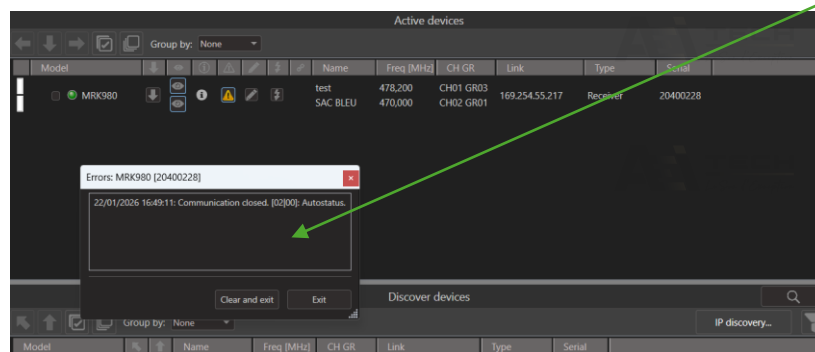 Active devices
Group by: None
Model Name Freq [MHz] CH GR Link Type Serial
MRK980 test 478,200 CH01 GR03 169.254.55.217 Receiver 20400228
SAC BLEU 470,000 CH02 GR01
Errors: MRK980 [20400228]
22/01/2026 16:49:11: Communication closed. [02|00]: Autostatus.
Clear and exit Exit
Discover devices
Group by: None IP discovery...
Model Name Freq [MHz] CH GR Link Type Serial